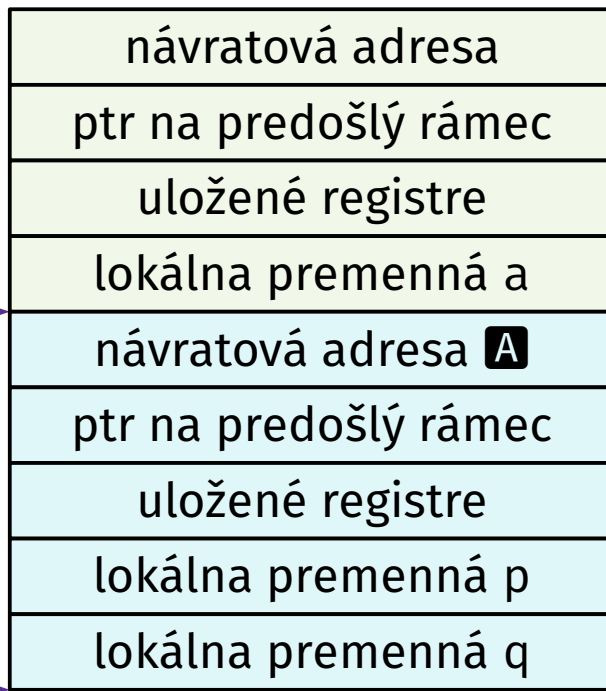 návratová adresa
ptr na predošlý rámec
uložené registre
lokálna premenná a
návratová adresa A
ptr na predošlý rámec
uložené registre
lokálna premenná p
lokálna premenná q